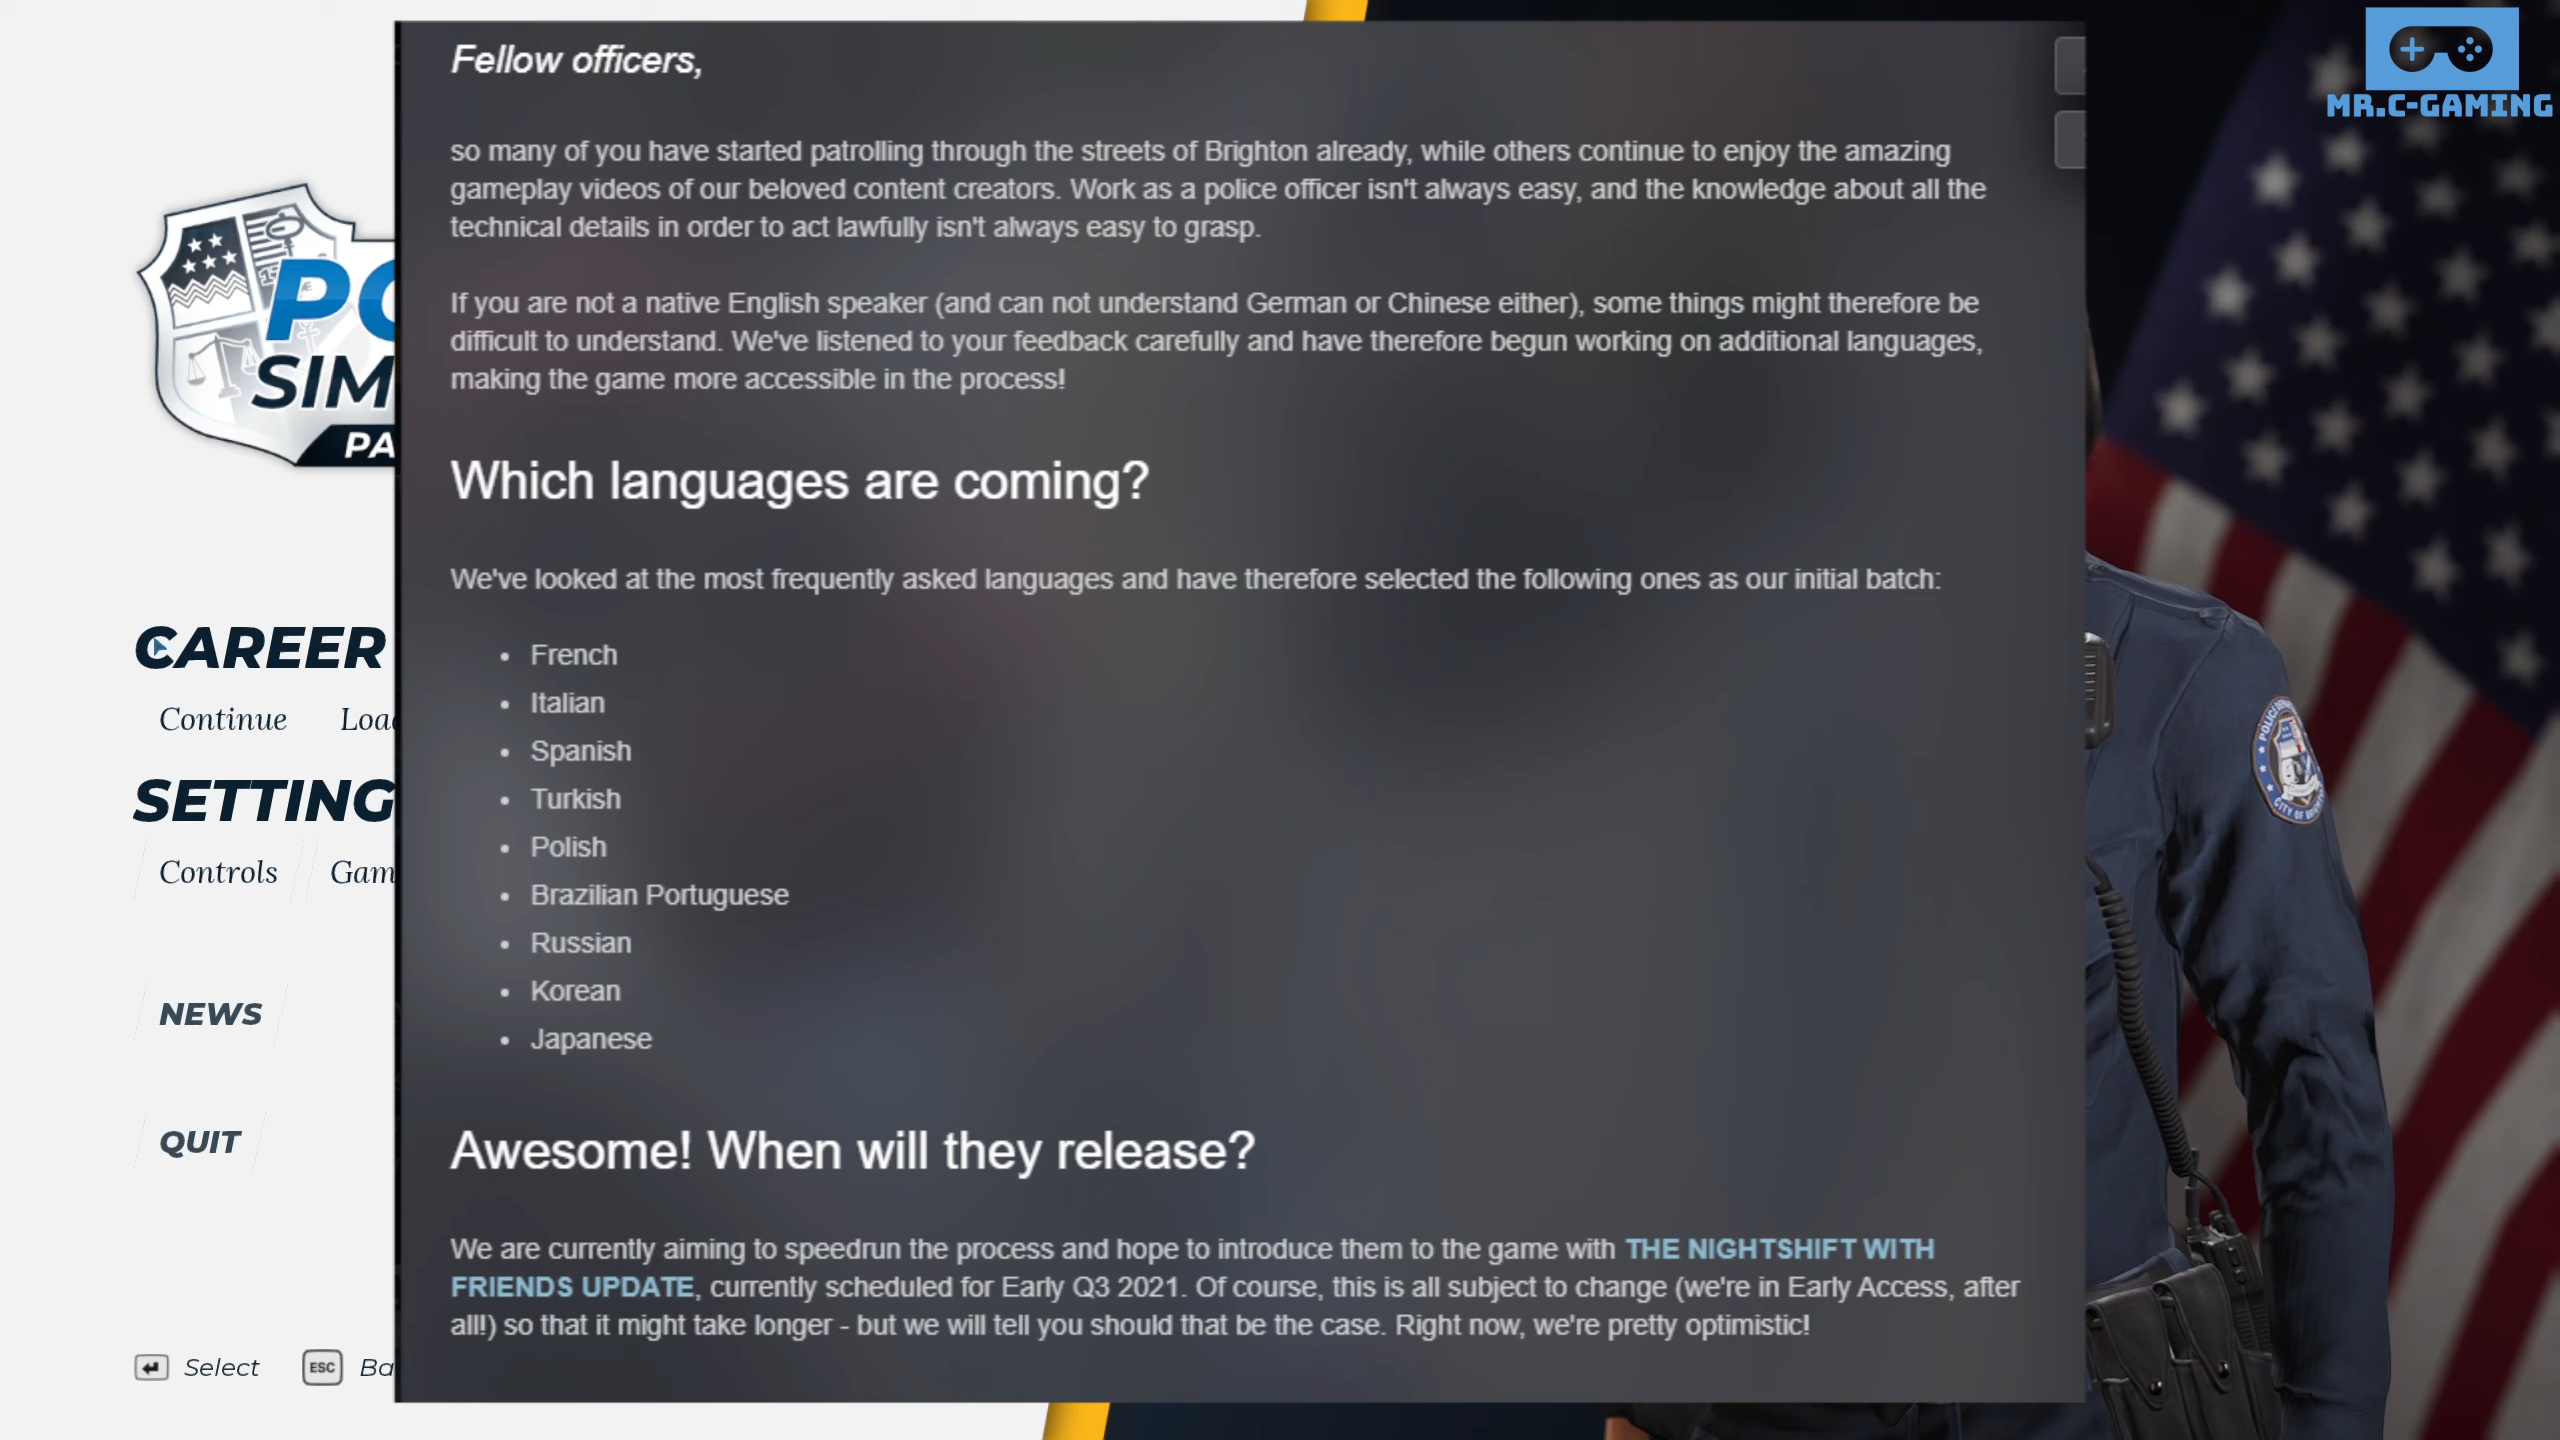 MR.C-GAMING
Fellow officers,
so many of you have started patrolling through the streets of Brighton already, while others continue to enjoy the amazing
gameplay videos of our beloved content creators. Work as a police officer isn't always easy, and the knowledge about all the
technical details in order to act lawfully isn't always easy to grasp.
If you are not a native English speaker (and can not understand German or Chinese either), some things might therefore be
difficult to understand. We've listened to your feedback carefully and have therefore begun working on additional languages,
making the game more accessible in the process!
Which languages are coming?
We've looked at the most frequently asked languages and have therefore selected the following ones as our initial batch:
• French
• Italian
• Spanish
• Turkish
• Polish
• Brazilian Portuguese
• Russian
• Korean
• Japanese
Awesome! When will they release?
We are currently aiming to speedrun the process and hope to introduce them to the game with THE NIGHTSHIFT WITH
FRIENDS UPDATE, currently scheduled for Early Q3 2021. Of course, this is all subject to change (we're in Early Access, after
all!) so that it might take longer - but we will tell you should that be the case. Right now, we're pretty optimistic!
SIM
PA
CAREER
Continue Load
SETTING
Controls Gam
NEWS
QUIT
Select ESC Ba